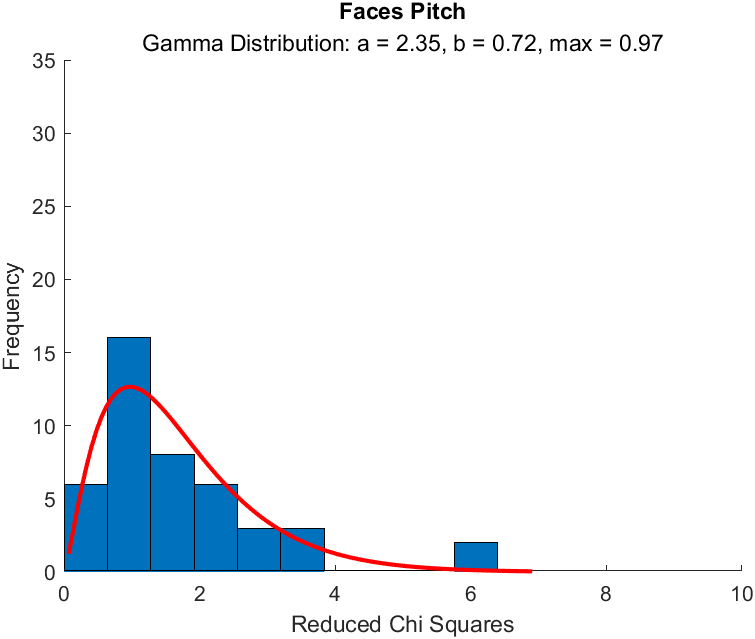 Faces Pitch
Gamma Distribution: a = 2.35, b = 0.72, max = 0.97
35
30
25
20
15
10
5
0
Frequency
0 2 4 6 8 10
Reduced Chi Squares